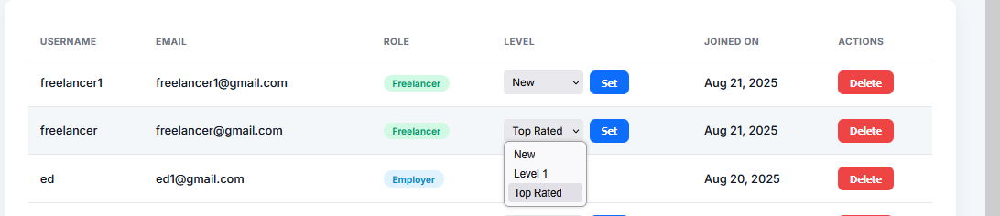 USERNAME EMAIL ROLE LEVEL JOINED ON ACTIONS
freelancer1 freelancer1@gmail.com Freelancer New Set Aug 21, 2025 Delete
freelancer freelancer@gmail.com Freelancer Top Rated Set Aug 21, 2025 Delete
New
Level 1
ed ed1@gmail.com Employer Aug 20, 2025 Delete
Top Rated